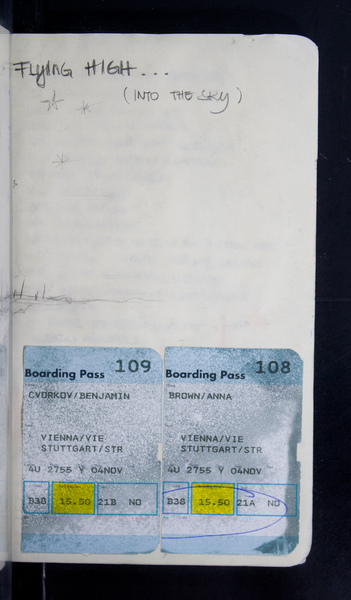 FLYING HIGH...
(INTO THE SKY)
Boarding Pass 109
CVORKOV/BENJAMIN
VIENNA/VIE
STUTTGART/STR
4U 2755 Y 04NOV
B38 15.50 21B NO
Boarding Pass 108
BROWN/ANNA
VIENNA/VIE
STUTTGART/STR
4U 2755 Y 04NOV
B38 15.50 21A NO